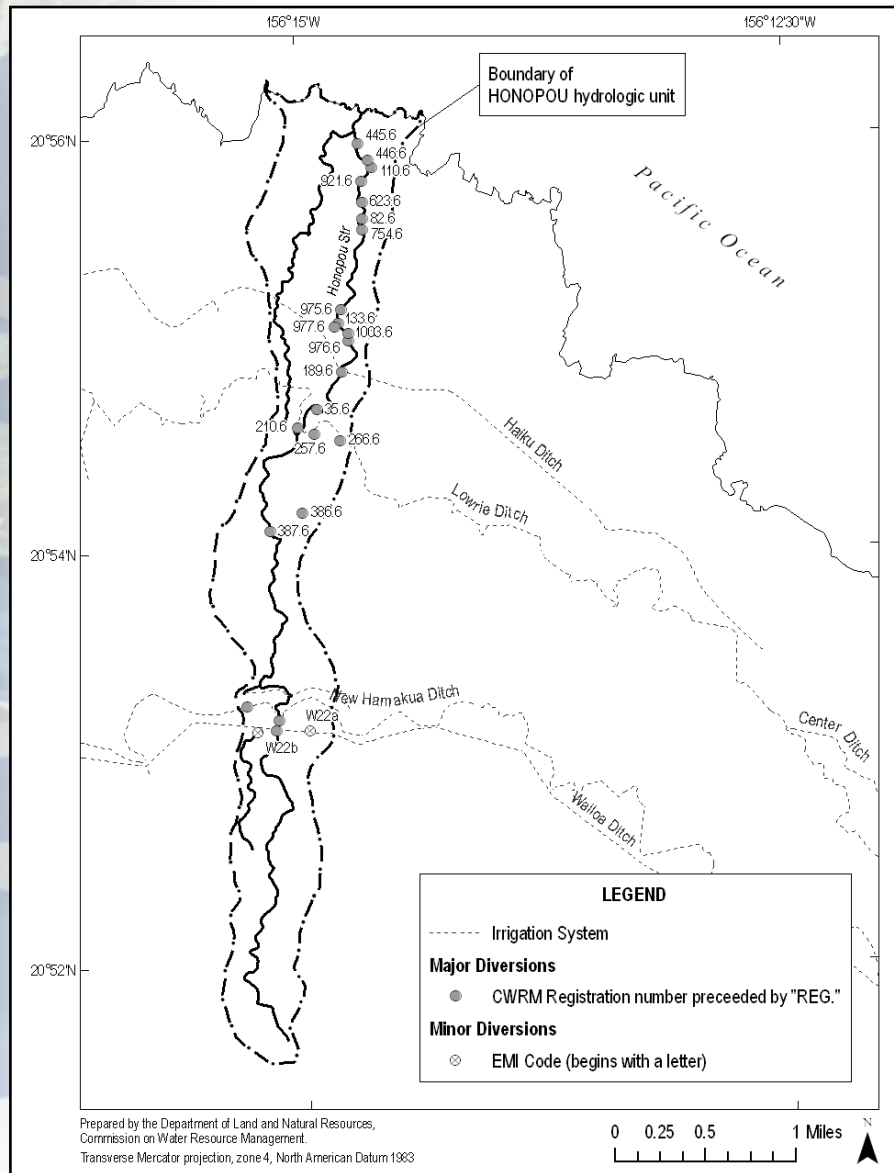 156°15'W
156°12'30"W
Boundary of
HONOPOU hydrologic unit
20°56'N
445.6
446.6
110.6
921.6
623.6
82.6
754.6
Pacific Ocean
Honopou Str
975.6
133.6
977.6
1003.6
976.6
189.6
35.6
210.6
257.6
266.6
Haiku Ditch
Lowrie Ditch
386.6
387.6
20°54'N
New Hamakua Ditch
W22a
W22b
Center Ditch
Wailoa Ditch
LEGEND
Irrigation System
Major Diversions
CWRM Registration number preceeded by "REG."
Minor Diversions
EMI Code (begins with a letter)
20°52'N
Prepared by the Department of Land and Natural Resources,
Commission on Water Resource Management.
Transverse Mercator projection, zone 4, North American Datum 1983
0 0.25 0.5 1 Miles
N